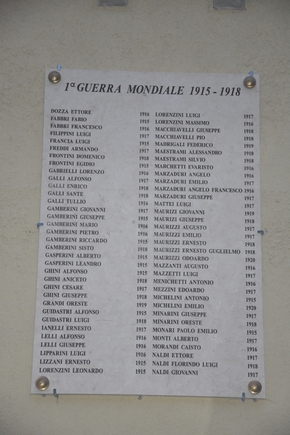 1ª GUERRA MONDIALE 1915 - 1918
DOZZA ETTORE 1916 LORENZINI LUIGI 1917
FABBRI FABIO 1915 LORENZINI MASSIMO 1916
FABBRI FRANCESCO 1916 MACCHIAVELLI GIUSEPPE 1918
FILIPPINI LUIGI 1917 MACCHIAVELLI PIO 1918
FRANCIA LUIGI 1915 MADRIGALI FEDERICO 1919
FREDDI ARMANDO 1917 MAESTRAMI ALESSANDRO 1918
FRONTINI DOMENICO 1918 MAESTRAMI SILVIO 1918
FRONTINI EGIDIO 1915 MARCHETTI EVARISTO 1916
GABRIELLI LORENZO 1916 MARZADURI ANGELO 1916
GALLI ALFONSO 1917 MARZADURI EMILIO 1917
GALLI ENRICO 1918 MARZADURI ANGELO FRANCESCO 1916
GALLI SANTE 1918 MARZADURI GIUSEPPE 1917
GALLI TULLIO 1916 MATTEI LUIGI 1917
GAMBERINI GIOVANNI 1917 MAURIZI GIOVANNI 1919
GAMBERINI GIUSEPPE 1915 MAURIZI GIUSEPPE 1918
GAMBERINI MARIO 1916 MAURIZZI AUGUSTO 1917
GAMBERINI PIETRO 1916 MAURIZZI EMILIO 1917
GAMBERINI RICCARDO 1915 MAURIZZI ERNESTO 1918
GAMBERINI SISTO 1918 MAURIZZI ERNESTO GUGLIELMO 1918
GASPERINI ALBERTO 1915 MAURIZZI ODOARDO 1920
GASPERINI LEANDRO 1915 MAZZANTI AUGUSTO 1916
GHINI ALFONSO 1915 MAZZETTI LUIGI 1917
GHINI ANICETO 1918 MENICHETTI ANTONIO 1916
GHINI CESARE 1917 MEZZINI EDOARDO 1917
GHINI GIUSEPPE 1918 MICHELINI ANTONIO 1915
GRANDI ORESTE 1919 MICHELINI EMILIO 1920
GUIDASTRI ALFONSO 1915 MINARINI GIUSEPPE 1917
GUIDASTRI LUIGI 1918 MINARINI ORESTE 1918
IANELLI ERNESTO 1917 MONARI PAOLO EMILIO 1915
LELLI ALFONSO 1916 MONTI ALBERTO 1917
LELLI GIUSEPPE 1916 MORANDI CAISTO 1916
LIPPARINI LUIGI 1916 NALDI ETTORE 1917
LIZZANI ERNESTO 1915 NALDI FLORINDO LUIGI 1918
LORENZINI LEONARDO 1915 NALDI GIOVANNI 1917